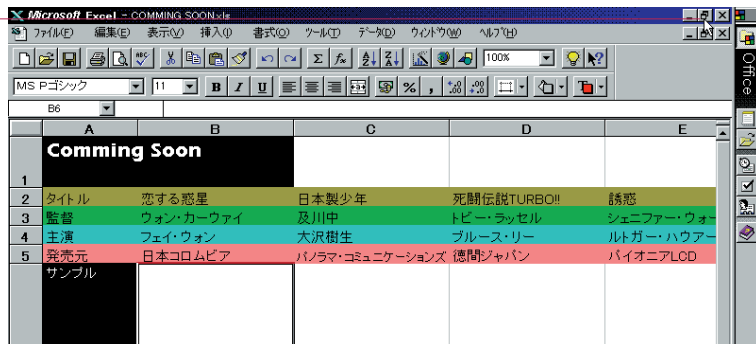 Microsoft Excel - COMMING SOON.xls
ファイル(F) 編集(E) 表示(V) 挿入(I) 書式(O) ツール(T) データ(D) ウィンドウ(W) ヘルプ(H)
100%
MS Pゴシック 11 B I U % ,
B6
A B C D E
1 Comming Soon
2 タイトル 恋する惑星 日本製少年 死闘伝説TURBO!! 誘惑
3 監督 ウォン・カーウァイ 及川中 トビー・ラッセル シェニファー・ウォー
4 主演 フェイ・ウォン 大沢樹生 ブルース・リー ルトガー・ハウアー
5 発売元 日本コロムビア パノラマ・コミュニケーションズ 徳間ジャパン パイオニアLCD
サンプル
Office